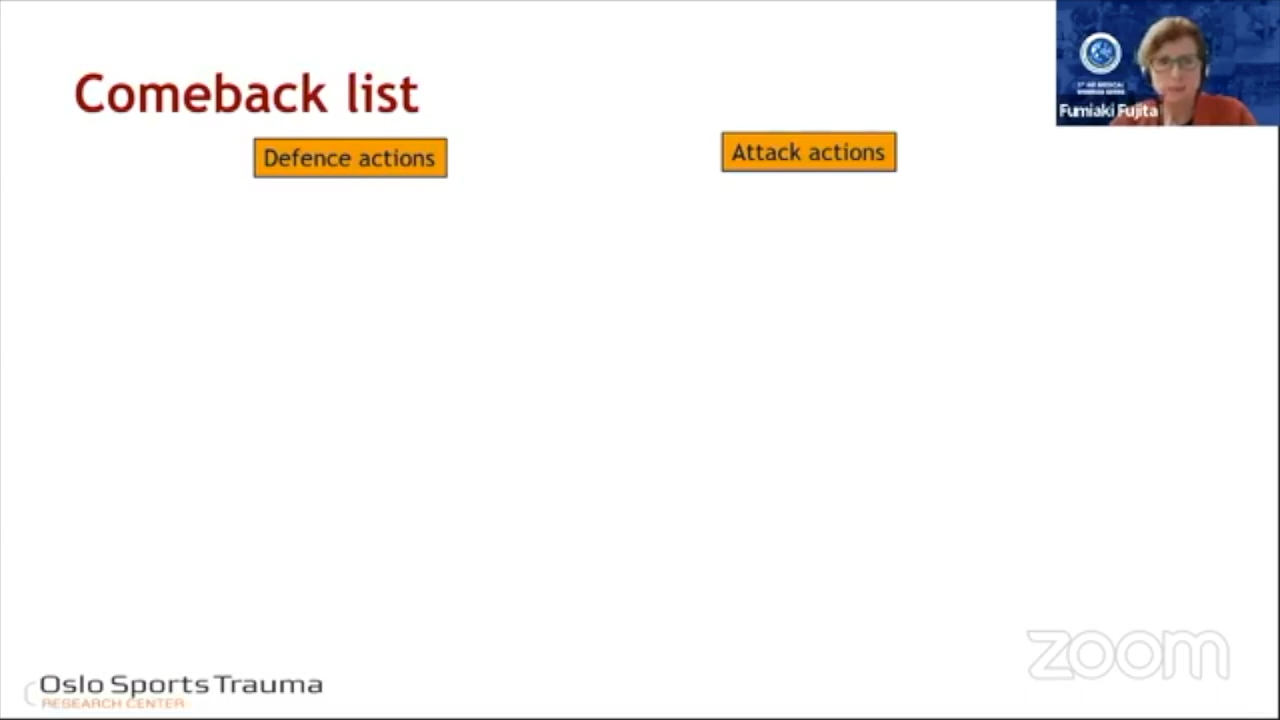 Comeback list
Fumiaki Fujita
Defence actions
Attack actions
zoom
Oslo Sports Trauma
RESEARCH CENTER